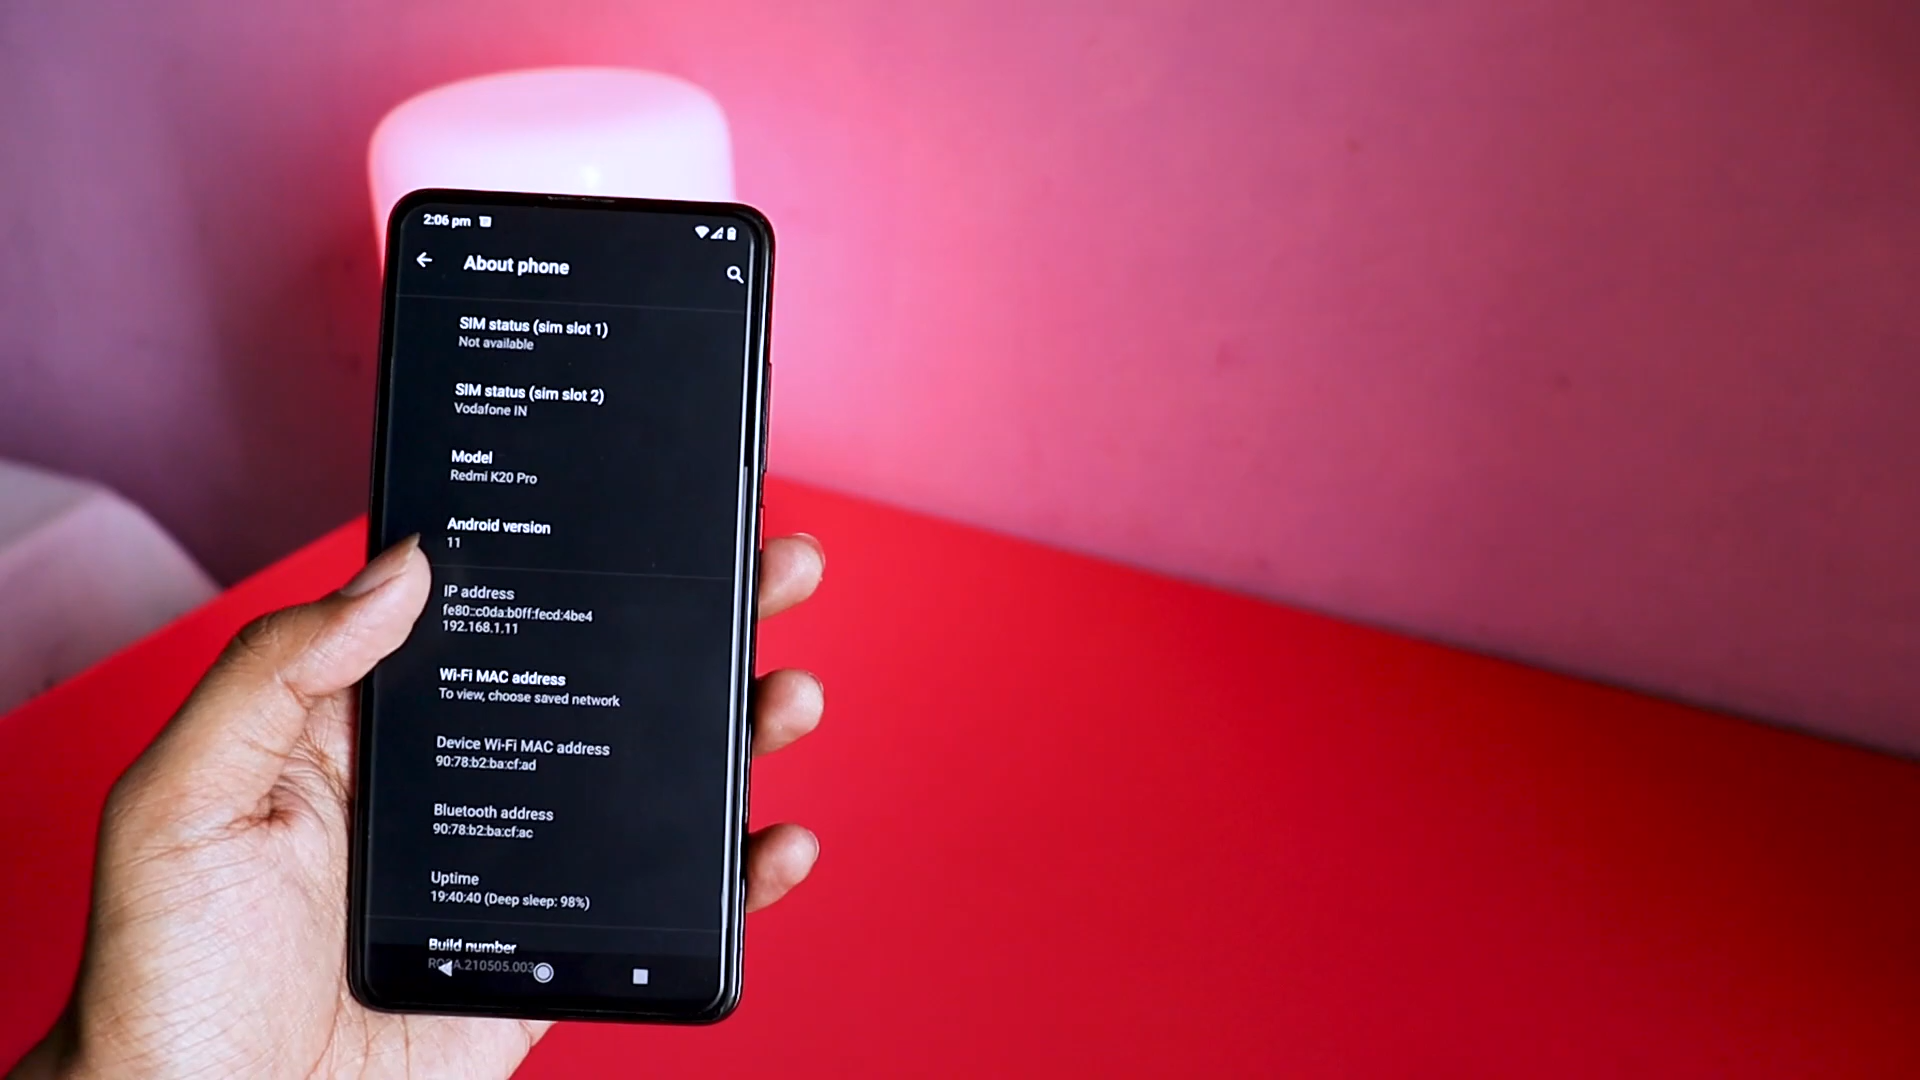 2:06 pm
About phone
SIM status (sim slot 1)
Not available
SIM status (sim slot 2)
Vodafone IN
Model
Redmi K20 Pro
Android version
11
IP address
fe80::c0da:b0ff:fecd:4be4
192.168.1.11
Wi-Fi MAC address
To view, choose saved network
Device Wi-Fi MAC address
90:78:b2:ba:cf:ad
Bluetooth address
90:78:b2:ba:cf:ac
Uptime
19:40:40 (Deep sleep: 98%)
Build number